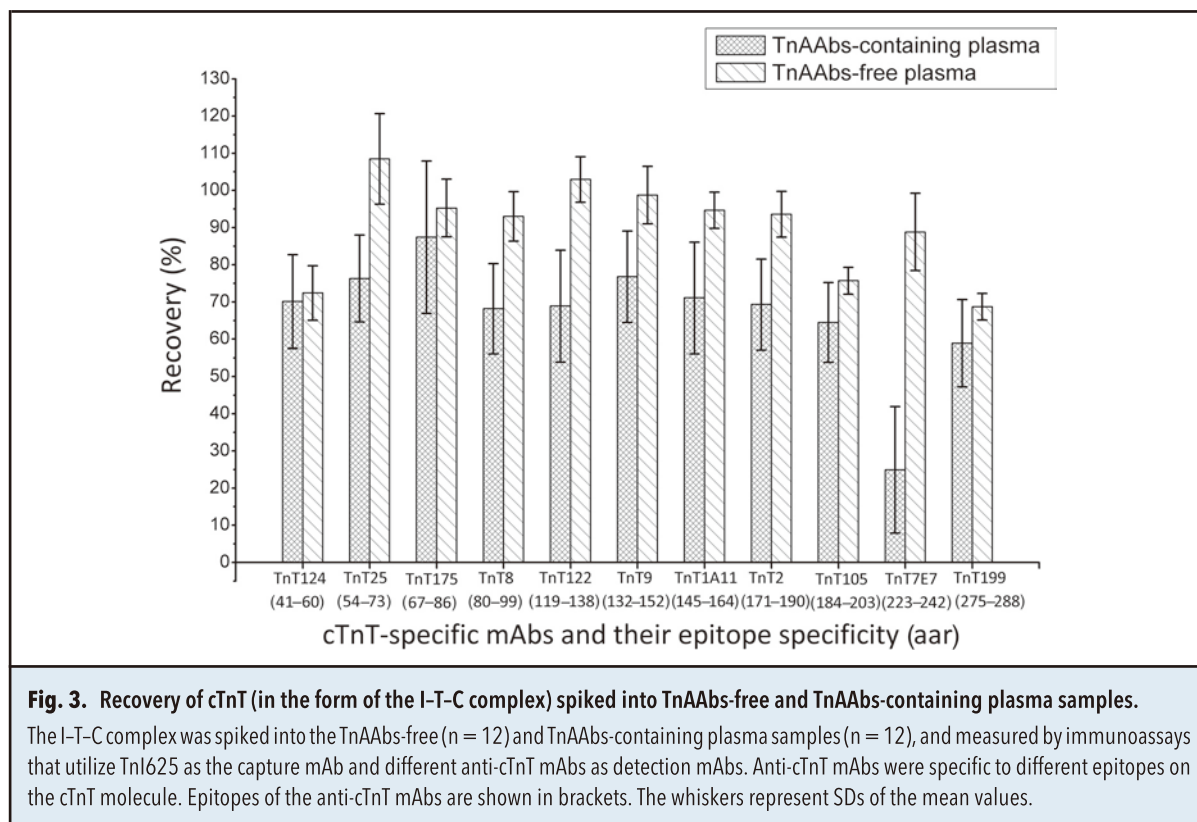 TnAAbs-containing plasma
TnAAbs-free plasma
130
120
110
100
90
80
70
60
50
40
30
20
10
0
Recovery (%)
TnT124 TnT25 TnT175 TnT8 TnT122 TnT9 TnT1A11 TnT2 TnT105 TnT7E7 TnT199
(41–60) (54–73) (67–86) (80–99) (119–138) (132–152) (145–164) (171–190) (184–203) (223–242) (275–288)
cTnT-specific mAbs and their epitope specificity (aar)
Fig. 3. Recovery of cTnT (in the form of the I–T–C complex) spiked into TnAAbs-free and TnAAbs-containing plasma samples.
The I–T–C complex was spiked into the TnAAbs-free (n = 12) and TnAAbs-containing plasma samples (n = 12), and measured by immunoassays
that utilize TnI625 as the capture mAb and different anti-cTnT mAbs as detection mAbs. Anti-cTnT mAbs were specific to different epitopes on
the cTnT molecule. Epitopes of the anti-cTnT mAbs are shown in brackets. The whiskers represent SDs of the mean values.